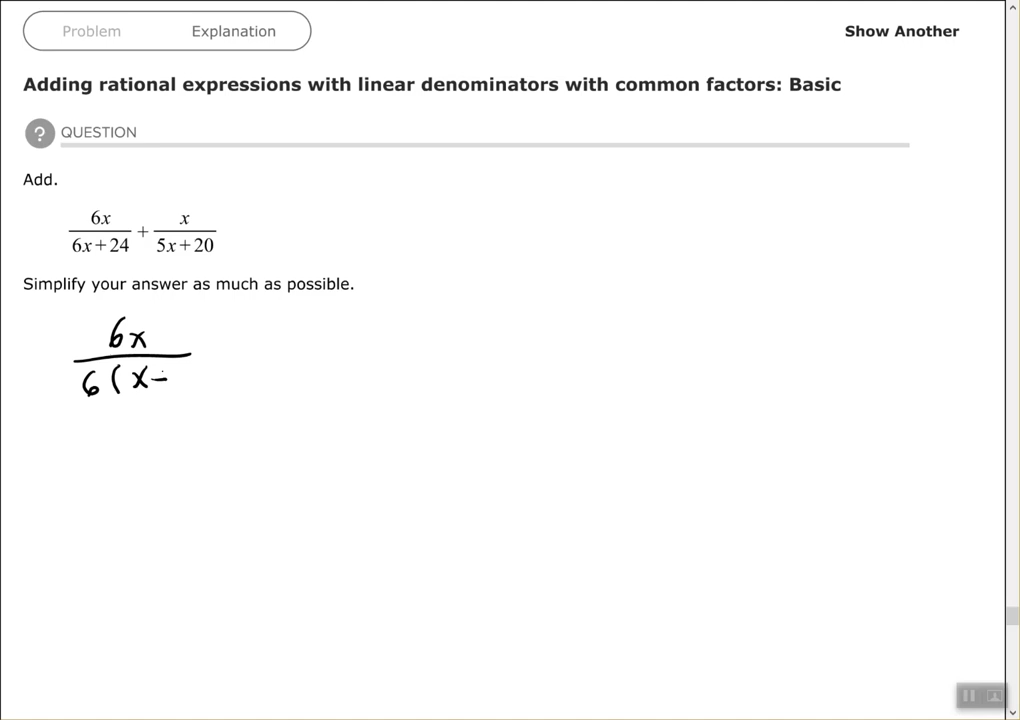 Problem Explanation Show Another
Adding rational expressions with linear denominators with common factors: Basic
? QUESTION
Add.
6x x
+
6x+24 5x+20
Simplify your answer as much as possible.
6x
6 ( x -